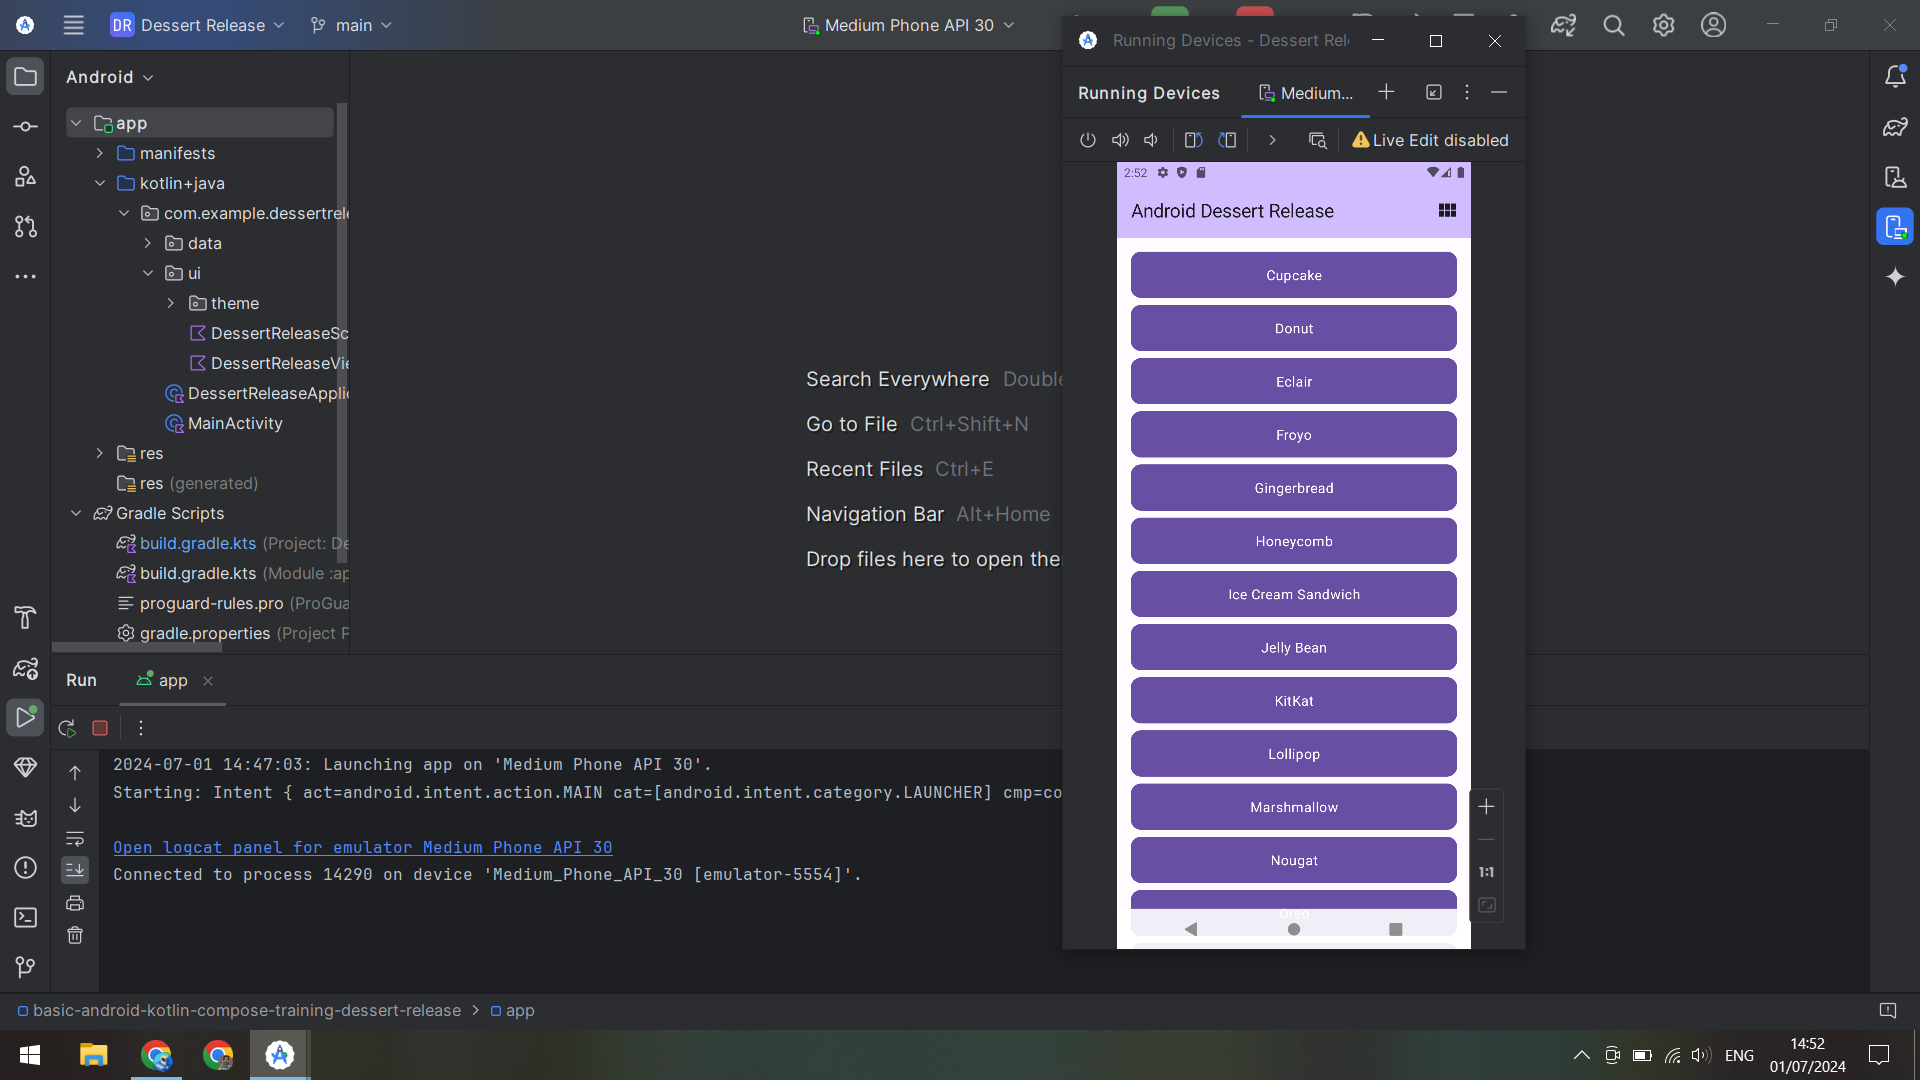 DR Dessert Release
main
Medium Phone API 30
Android
app
manifests
kotlin+java
com.example.dessertrele
data
ui
theme
DessertReleaseSc
DessertReleaseVie
DessertReleaseApplic
MainActivity
res
res (generated)
Gradle Scripts
build.gradle.kts (Project: De
build.gradle.kts (Module :ap
proguard-rules.pro (ProGua
gradle.properties (Project P
Search Everywhere Double
Go to File Ctrl+Shift+N
Recent Files Ctrl+E
Navigation Bar Alt+Home
Drop files here to open the
Running Devices - Dessert Rel
Running Devices
Medium...
Live Edit disabled
2:52
Android Dessert Release
Cupcake
Donut
Eclair
Froyo
Gingerbread
Honeycomb
Ice Cream Sandwich
Jelly Bean
KitKat
Lollipop
Marshmallow
Nougat
Oreo
1:1
Run
app
2024-07-01 14:47:03: Launching app on 'Medium Phone API 30'.
Starting: Intent { act=android.intent.action.MAIN cat=[android.intent.category.LAUNCHER] cmp=co
Open logcat panel for emulator Medium Phone API 30
Connected to process 14290 on device 'Medium_Phone_API_30 [emulator-5554]'.
basic-android-kotlin-compose-training-dessert-release > app
ENG
14:52
01/07/2024